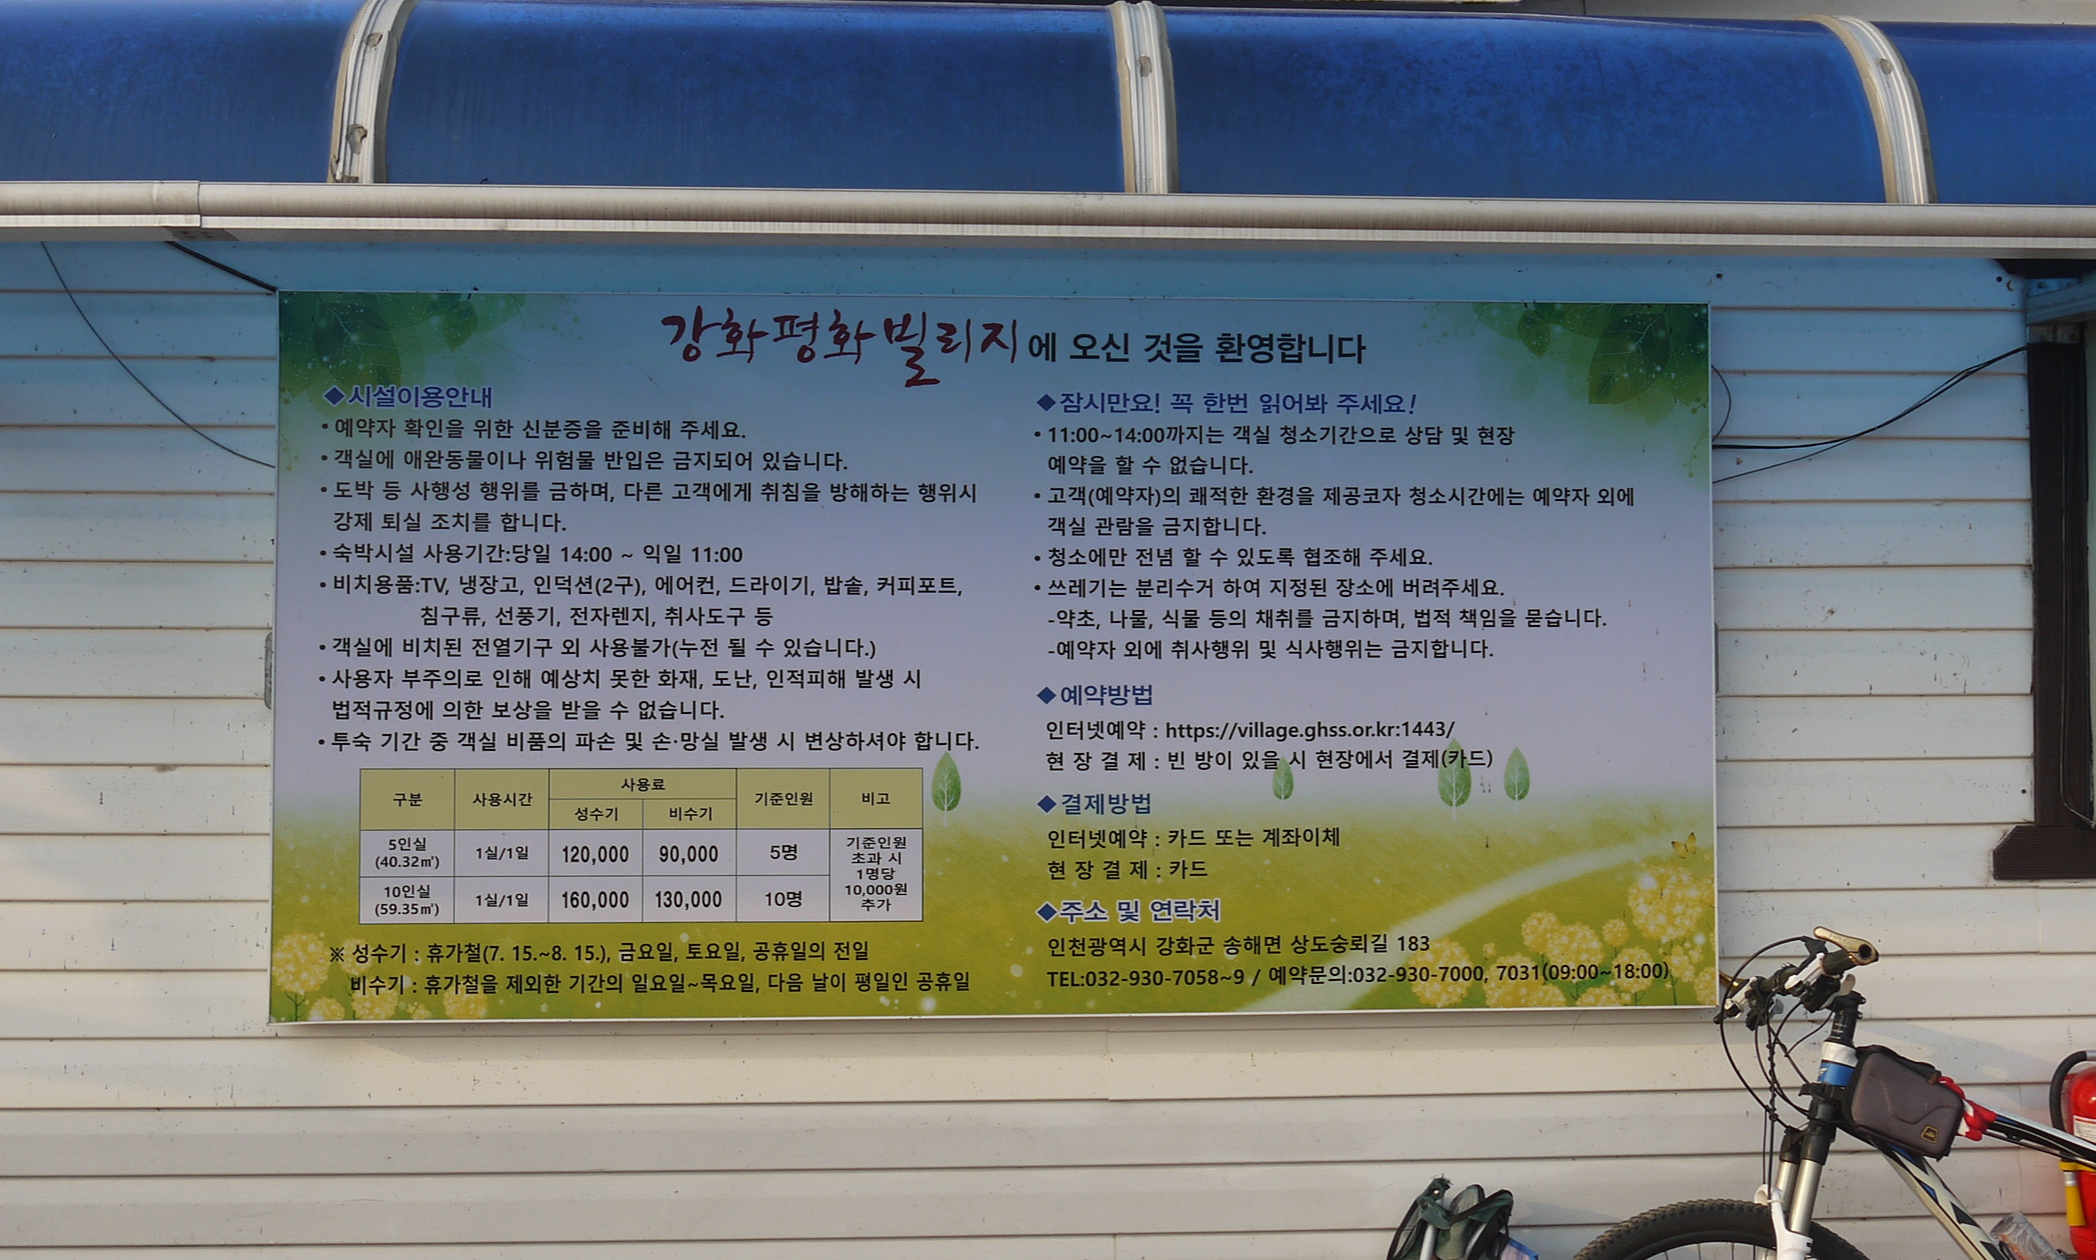 강화평화빌리지에 오신 것을 환영합니다
◆시설이용안내
• 예약자 확인을 위한 신분증을 준비해 주세요.
• 객실에 애완동물이나 위험물 반입은 금지되어 있습니다.
• 도박 등 사행성 행위를 금하며, 다른 고객에게 취침을 방해하는 행위시
강제 퇴실 조치를 합니다.
• 숙박시설 사용기간:당일 14:00 ~ 익일 11:00
• 비치용품:TV, 냉장고, 인덕션(2구), 에어컨, 드라이기, 밥솥, 커피포트,
침구류, 선풍기, 전자렌지, 취사도구 등
• 객실에 비치된 전열기구 외 사용불가(누전 될 수 있습니다.)
• 사용자 부주의로 인해 예상치 못한 화재, 도난, 인적피해 발생 시
법적규정에 의한 보상을 받을 수 없습니다.
• 투숙 기간 중 객실 비품의 파손 및 손·망실 발생 시 변상하셔야 합니다.
구분 사용시간 사용료 기준인원 비고
성수기 비수기
5인실
(40.32㎡)
1실/1일 120,000 90,000 5명
10인실
(59.35㎡)
1실/1일 160,000 130,000 10명
기준인원
초과 시
1명당
10,000원
추가
※ 성수기 : 휴가철(7. 15.~8. 15.), 금요일, 토요일, 공휴일의 전일
비수기 : 휴가철을 제외한 기간의 일요일~목요일, 다음 날이 평일인 공휴일
◆잠시만요! 꼭 한번 읽어봐 주세요!
• 11:00~14:00까지는 객실 청소기간으로 상담 및 현장
예약을 할 수 없습니다.
• 고객(예약자)의 쾌적한 환경을 제공코자 청소시간에는 예약자 외에
객실 관람을 금지합니다.
• 청소에만 전념 할 수 있도록 협조해 주세요.
• 쓰레기는 분리수거 하여 지정된 장소에 버려주세요.
-약초, 나물, 식물 등의 채취를 금지하며, 법적 책임을 묻습니다.
-예약자 외에 취사행위 및 식사행위는 금지합니다.
◆예약방법
인터넷예약 : https://village.ghss.or.kr:1443/
현 장 결 제 : 빈 방이 있을 시 현장에서 결제(카드)
◆결제방법
인터넷예약 : 카드 또는 계좌이체
현 장 결 제 : 카드
◆주소 및 연락처
인천광역시 강화군 송해면 상도숭뢰길 183
TEL:032-930-7058~9 / 예약문의:032-930-7000, 7031(09:00~18:00)